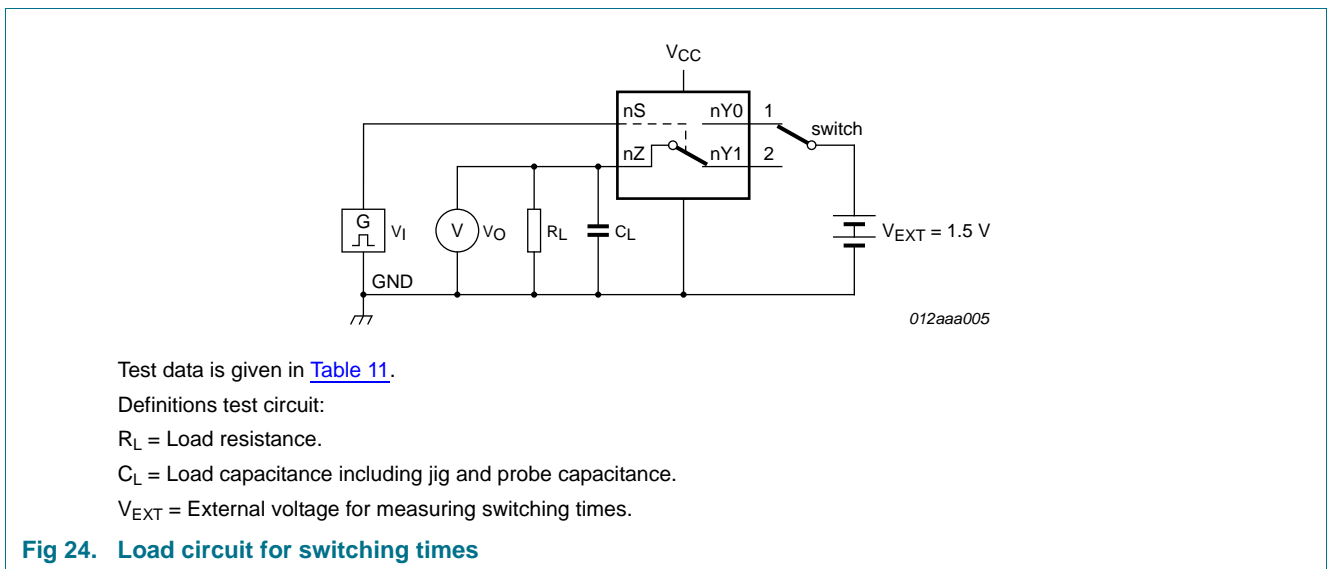 VCC
nS nY0 1
switch
nZ nY1 2
G
VI
V
VO
RL
CL
VEXT = 1.5 V
GND
012aaa005
Test data is given in Table 11.
Definitions test circuit:
RL = Load resistance.
CL = Load capacitance including jig and probe capacitance.
VEXT = External voltage for measuring switching times.
Fig 24. Load circuit for switching times